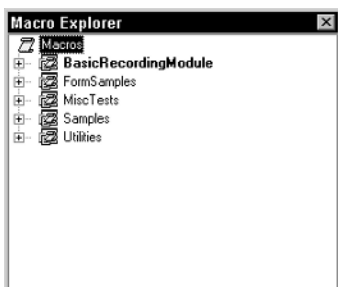 Macro Explorer
Macros
BasicRecordingModule
FormSamples
MiscTests
Samples
Utilities